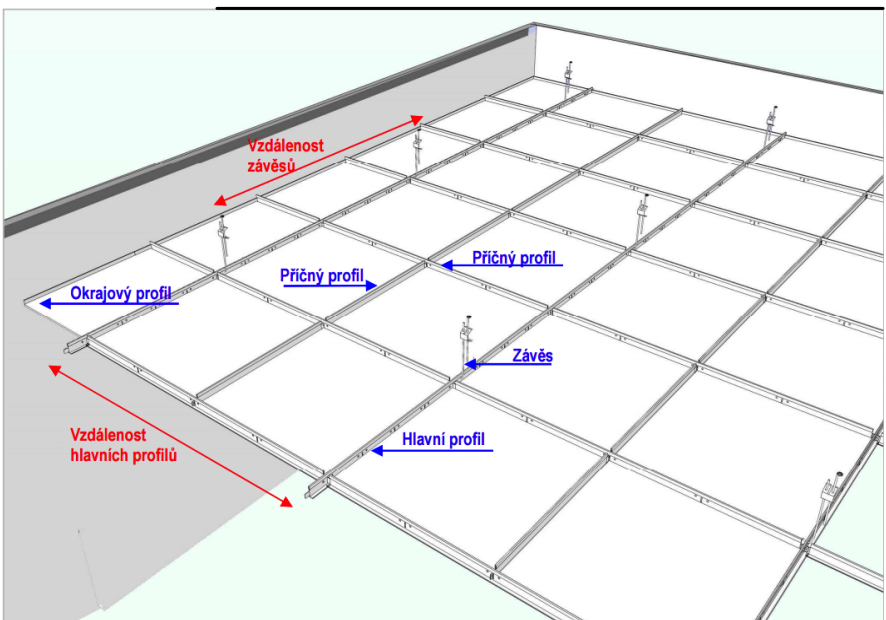 Vzdálenost
závěsů
Příčný profil
Příčný profil
Okrajový profil
Závěs
Vzdálenost
hlavních profilů
Hlavní profil